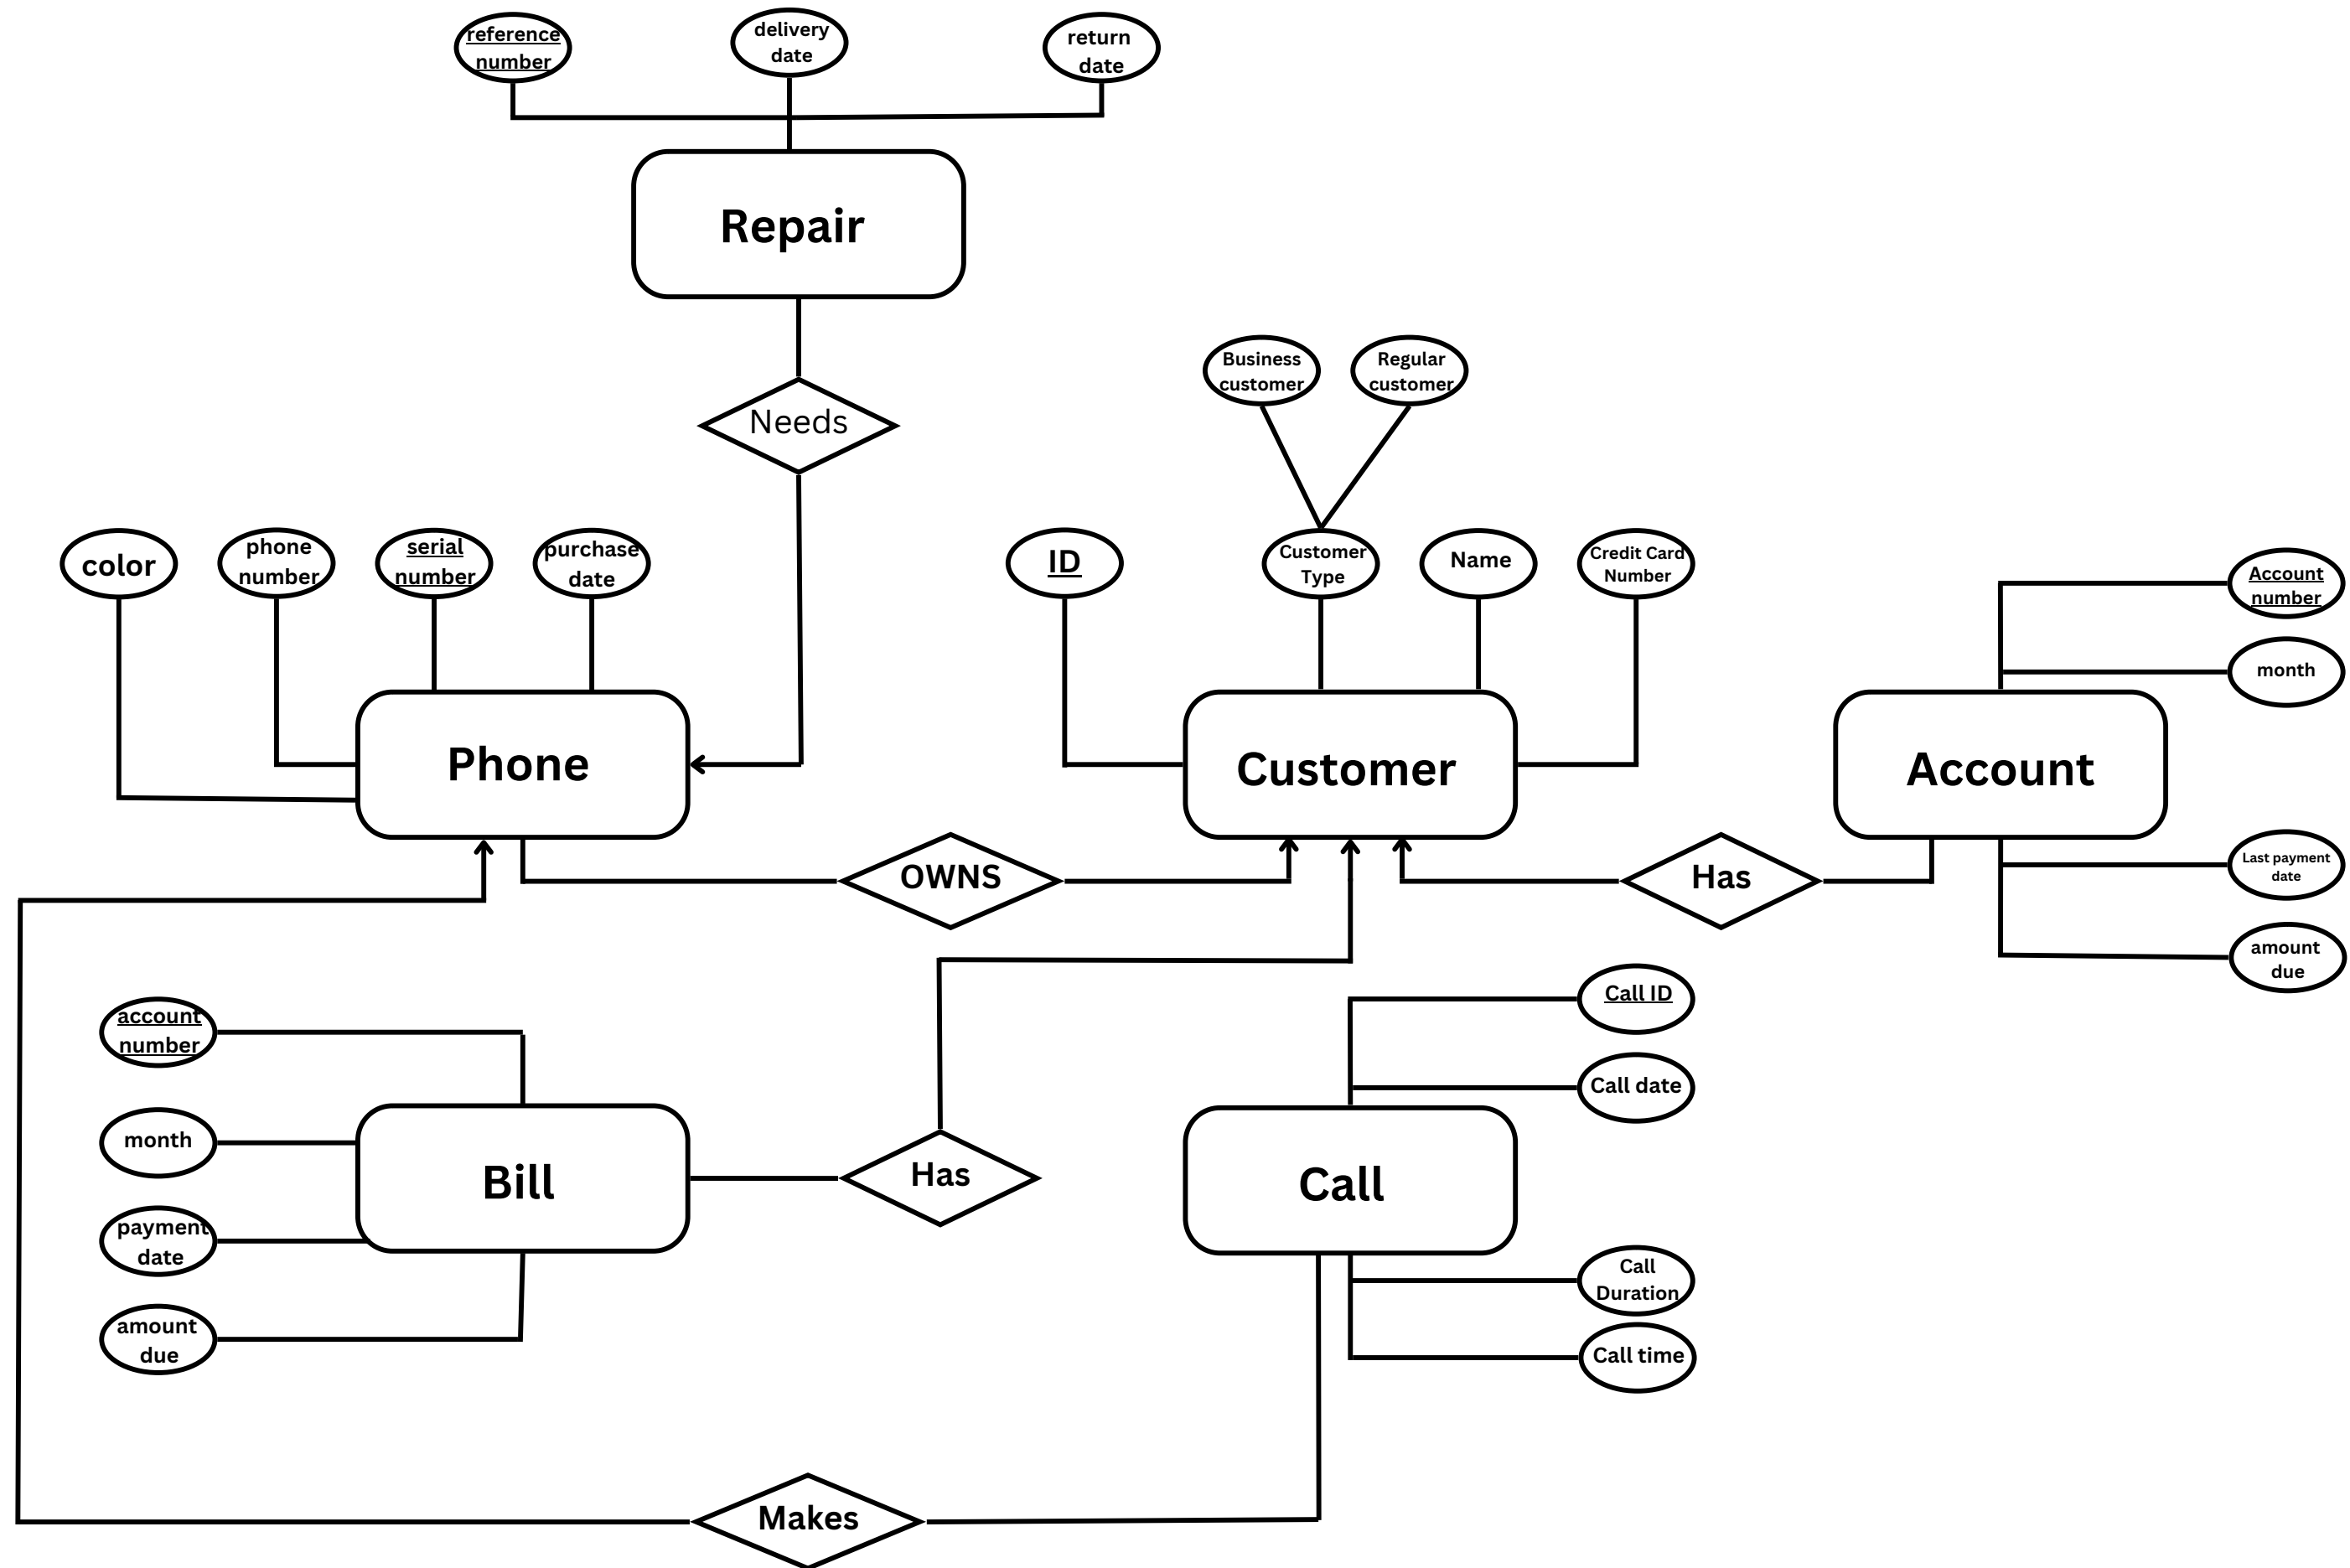 reference
number
delivery
date
return
date
Repair
Needs
Business
customer
Regular
customer
color
phone
number
serial
number
purchase
date
ID
Customer
Type
Name
Credit Card
Number
Account
number
month
Phone
Customer
Account
OWNS
Has
Last payment
date
amount
due
account
number
month
payment
date
amount
due
Bill
Has
Call ID
Call date
Call
Call
Duration
Call time
Makes